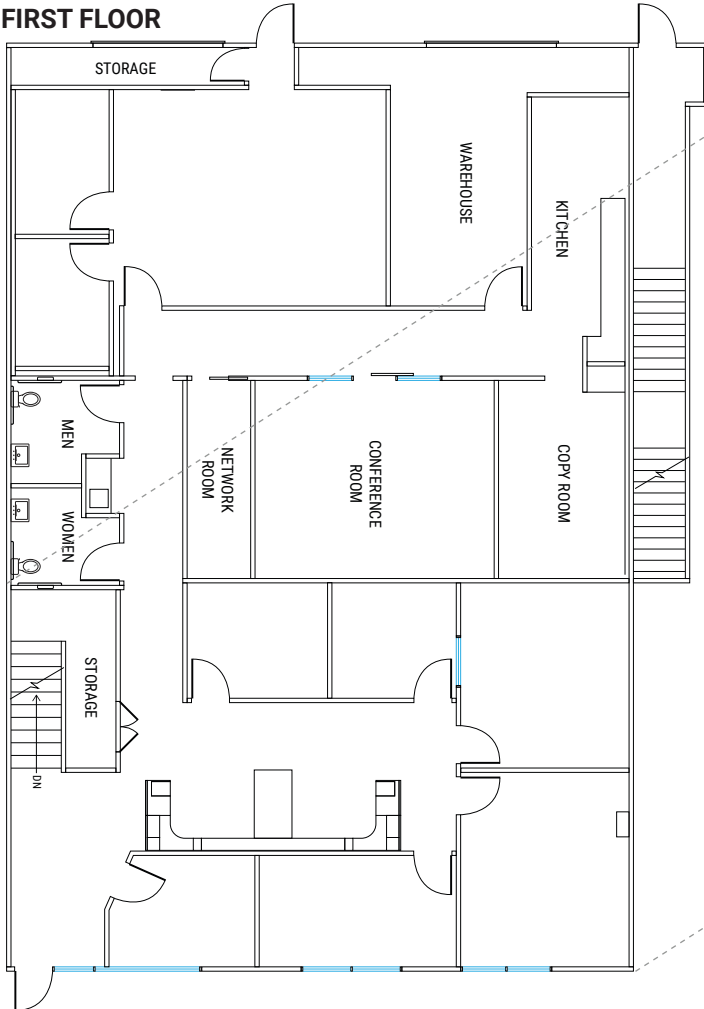 FIRST FLOOR
STORAGE
WAREHOUSE
KITCHEN
MEN
NETWORK
ROOM
CONFERENCE
ROOM
COPY ROOM
WOMEN
STORAGE
DN